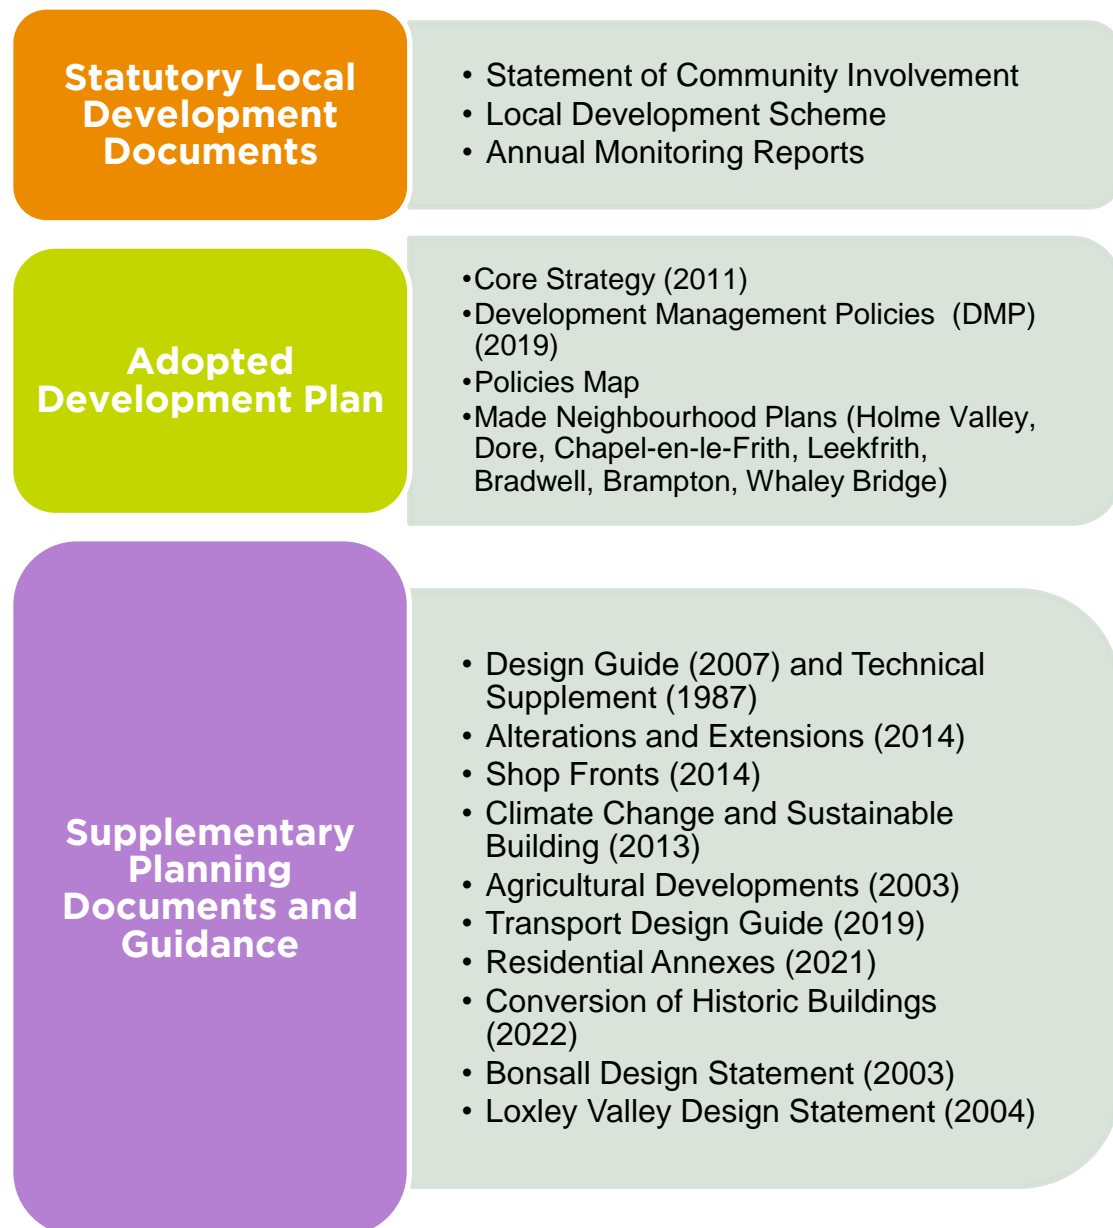 Statutory Local
Development
Documents
• Statement of Community Involvement
• Local Development Scheme
• Annual Monitoring Reports
Adopted
Development Plan
•Core Strategy (2011)
•Development Management Policies  (DMP)
(2019)
•Policies Map
•Made Neighbourhood Plans (Holme Valley,
Dore, Chapel-en-le-Frith, Leekfrith,
Bradwell, Brampton, Whaley Bridge)
Supplementary
Planning
Documents and
Guidance
• Design Guide (2007) and Technical
Supplement (1987)
• Alterations and Extensions (2014)
• Shop Fronts (2014)
• Climate Change and Sustainable
Building (2013)
• Agricultural Developments (2003)
• Transport Design Guide (2019)
• Residential Annexes (2021)
• Conversion of Historic Buildings
(2022)
• Bonsall Design Statement (2003)
• Loxley Valley Design Statement (2004)